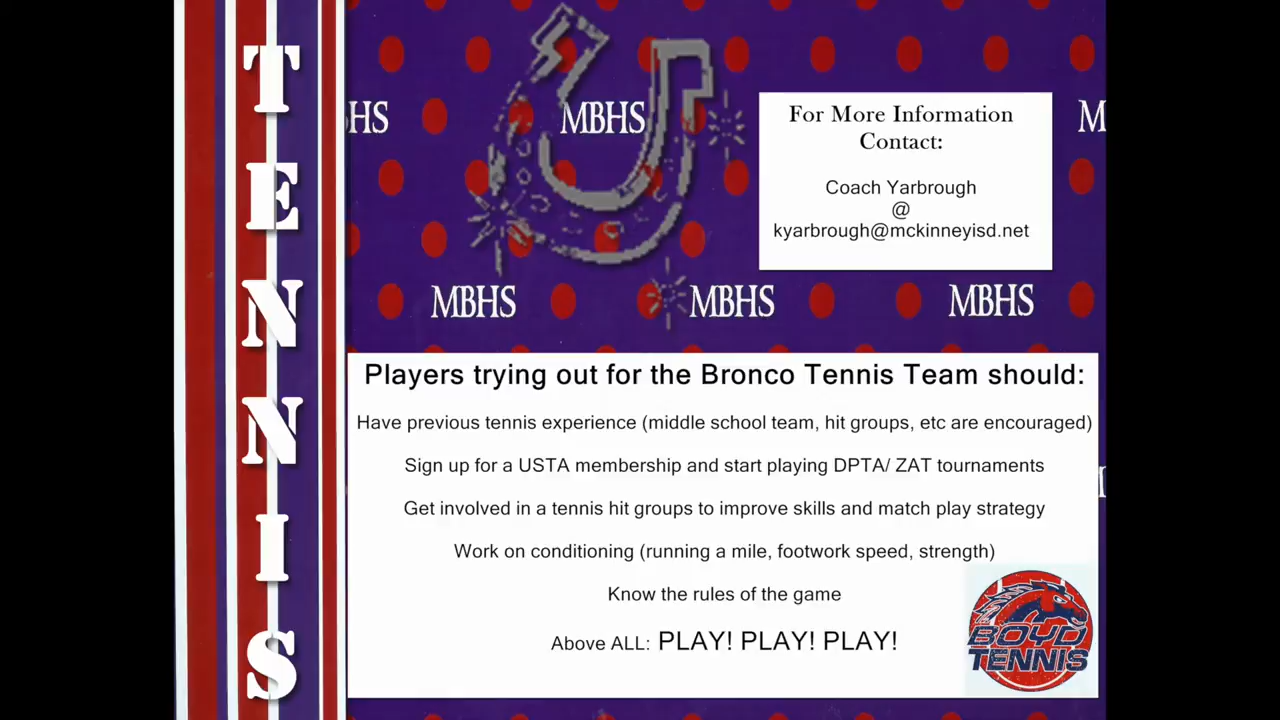 TENNIS
HS
MBHS
M
For More Information
Contact:
Coach Yarbrough
@
kyarbrough@mckinneyisd.net
MBHS
MBHS
MBHS
Players trying out for the Bronco Tennis Team should:
Have previous tennis experience (middle school team, hit groups, etc are encouraged)
Sign up for a USTA membership and start playing DPTA/ ZAT tournaments
Get involved in a tennis hit groups to improve skills and match play strategy
Work on conditioning (running a mile, footwork speed, strength)
Know the rules of the game
Above ALL: PLAY! PLAY! PLAY!
BOYD
TENNIS